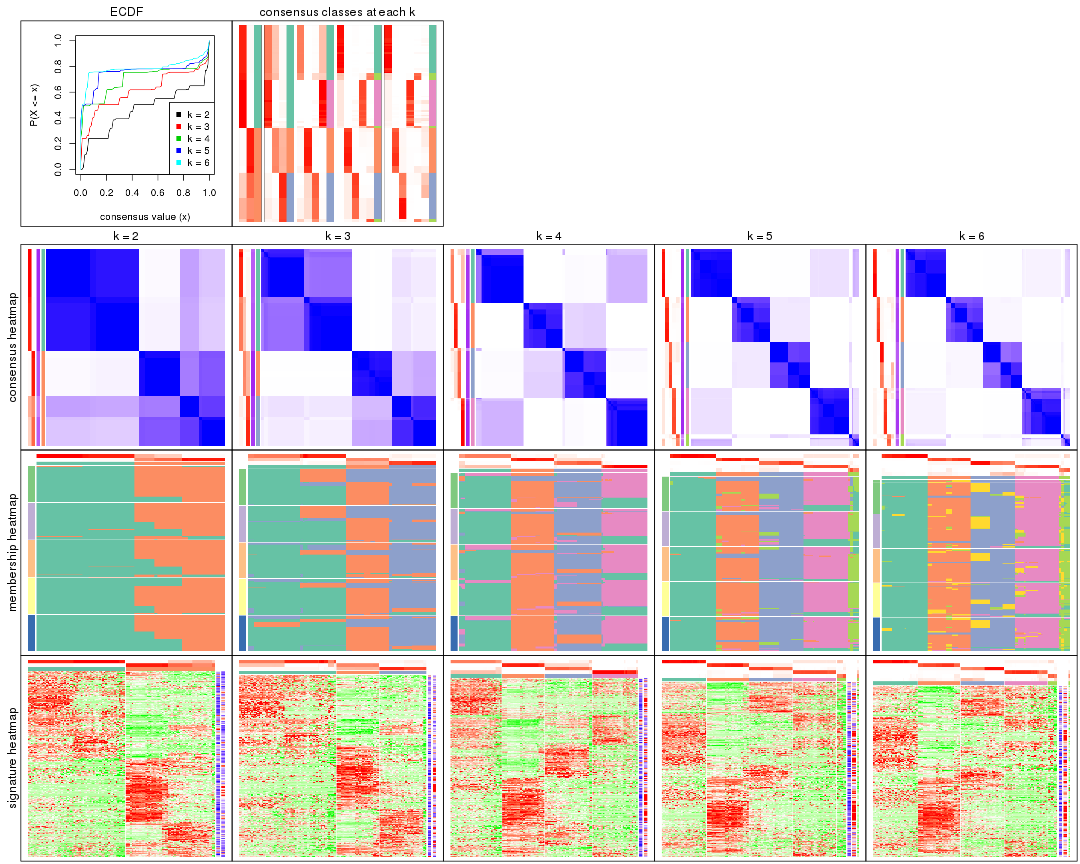 ECDF
consensus classes at each k
P(X <= x)
0.0 0.2 0.4 0.6 0.8 1.0
k = 2
k = 3
k = 4
k = 5
k = 6
0.0 0.2 0.4 0.6 0.8 1.0
consensus value (x)
k = 2
k = 3
k = 4
k = 5
k = 6
consensus heatmap
membership heatmap
signature heatmap